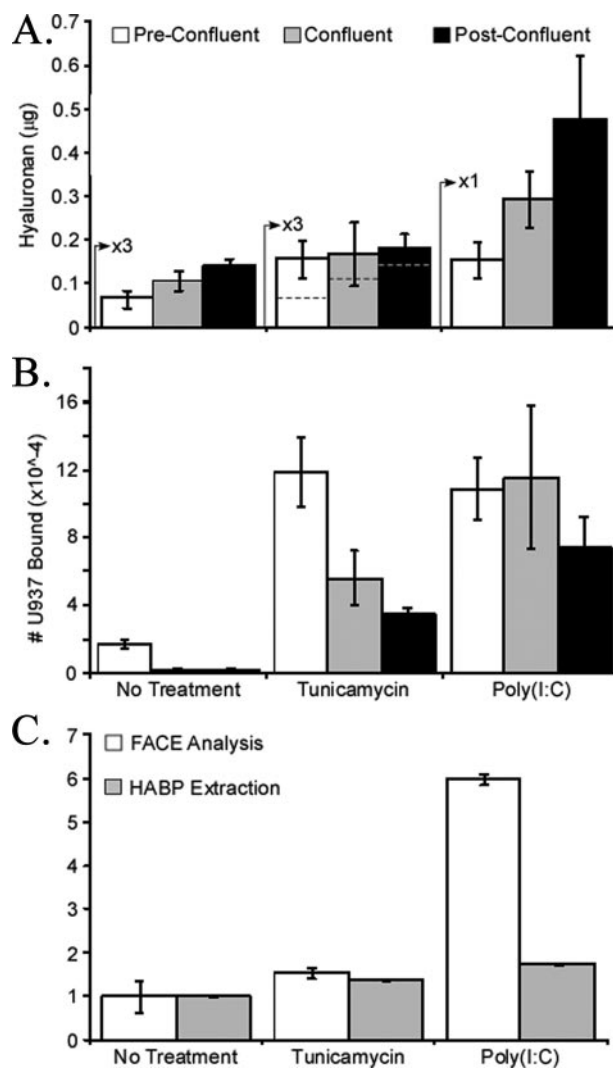 A.
0.7
0.6
0.5
0.4
0.3
0.2
0.1
0
Hyaluronan (µg)
Pre-Confluent Confluent Post-Confluent
x3
x3
x1
B.
16
12
8
4
0
# U937 Bound (x10^-4)
No Treatment Tunicamycin Poly(I:C)
C.
7
6
5
4
3
2
1
0
FACE Analysis
HABP Extraction
No Treatment Tunicamycin Poly(I:C)